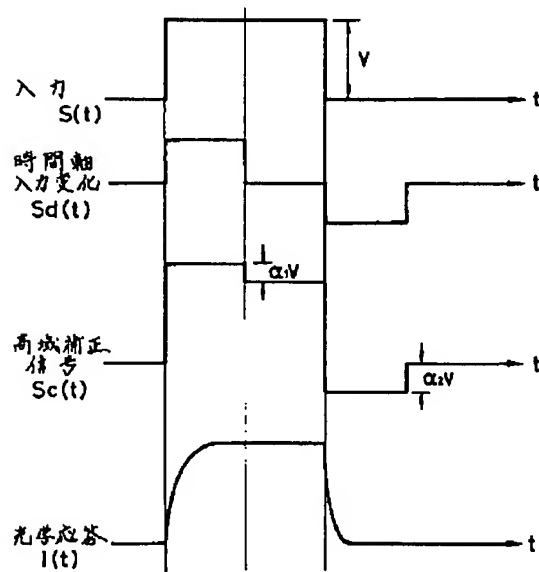 入力
S(t)
V
t
時間軸
入力変化
Sd(t)
t
α₁V
高域補正
信号
Sc(t)
t
α₂V
光学応答
I(t)
t